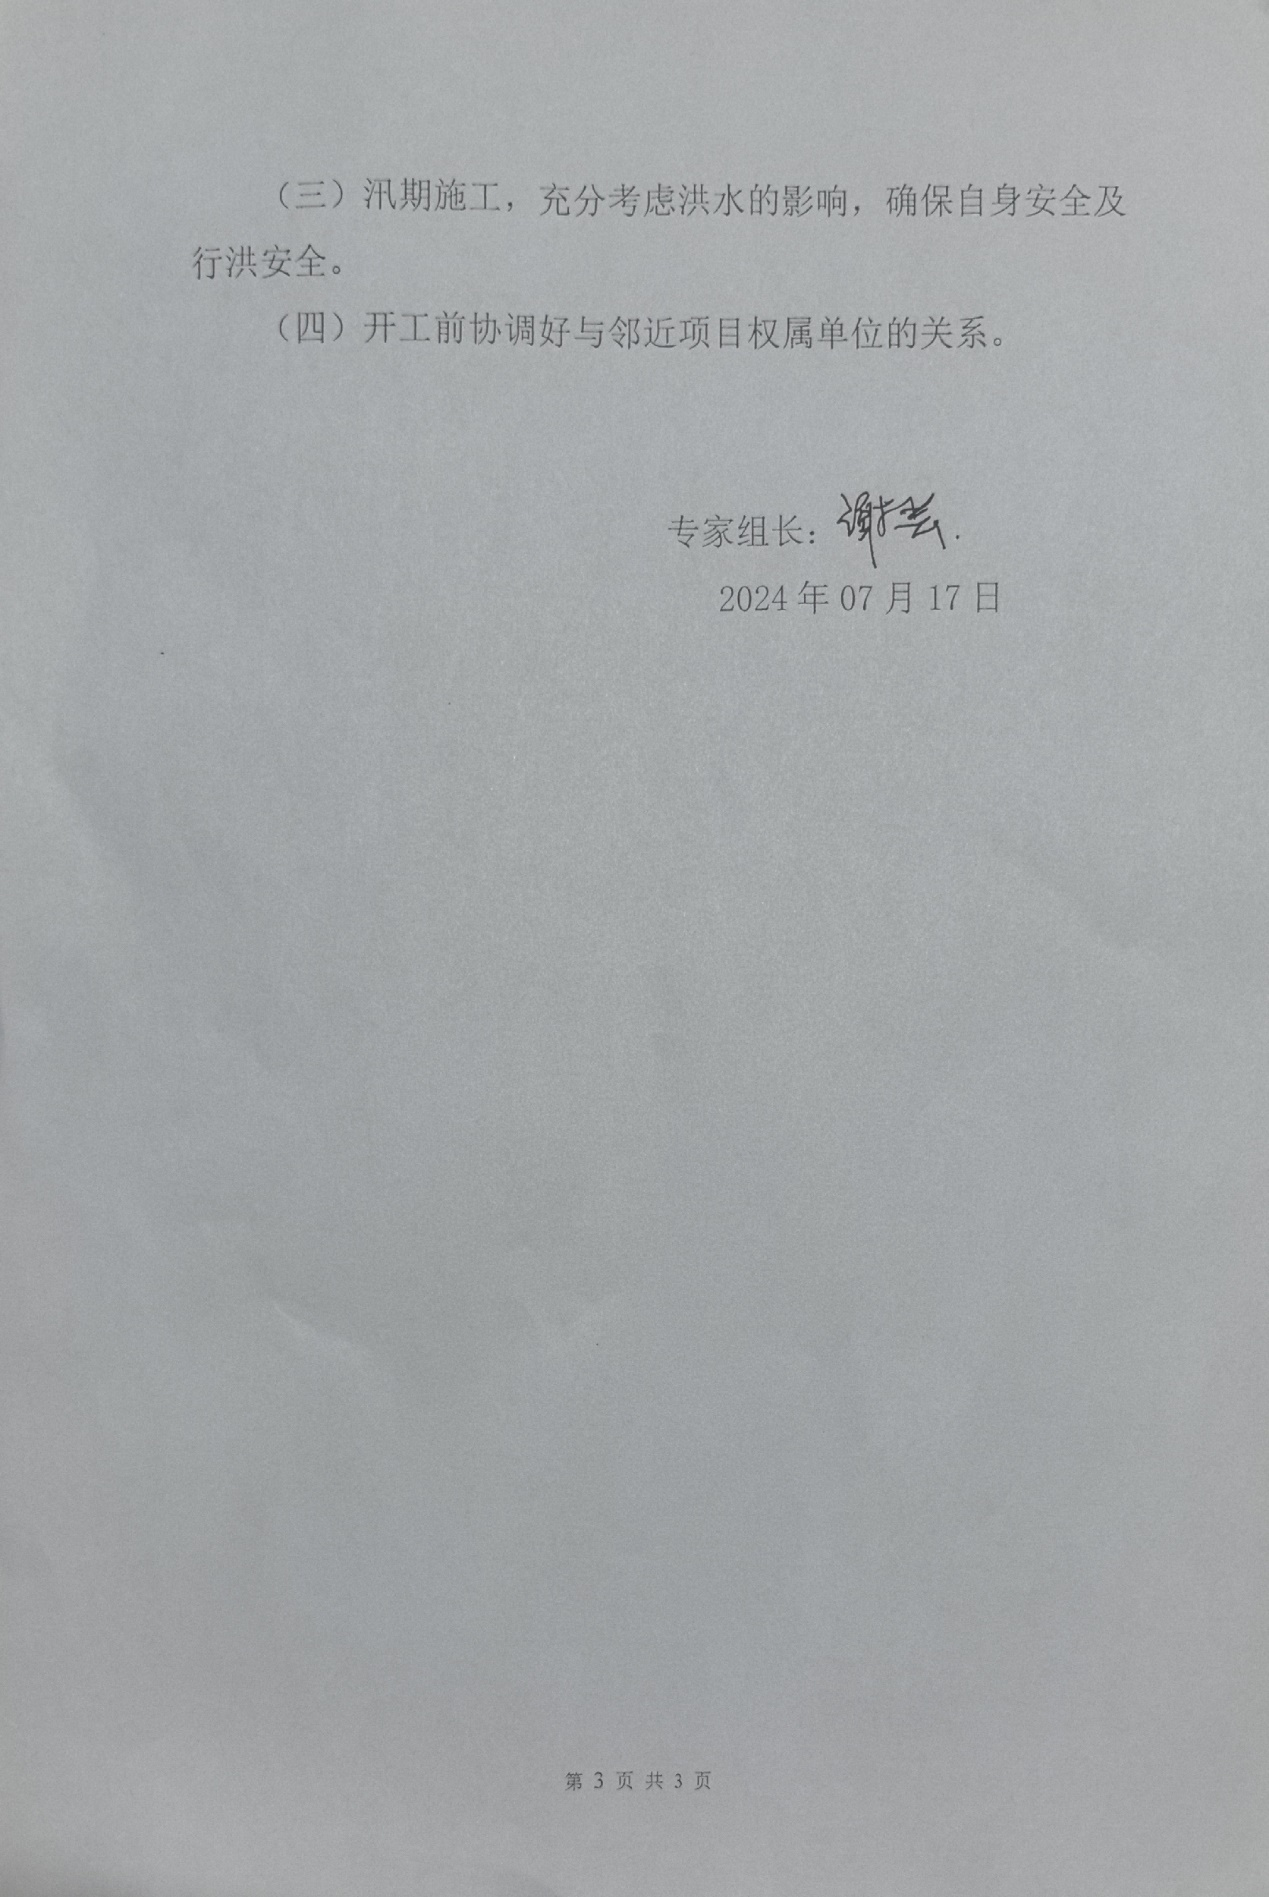 （三）汛期施工，充分考虑洪水的影响，确保自身安全及
行洪安全。
（四）开工前协调好与邻近项目权属单位的关系。
专家组长：谢芸
2024年07月17日
第 3 页 共 3 页